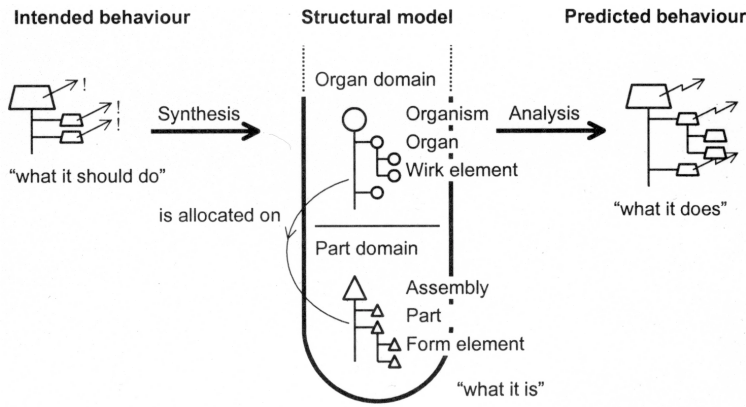 Intended behaviour
Structural model
Predicted behaviour
!
!
!
Synthesis
"what it should do"
Organ domain
Organism
Organ
Wirk element
is allocated on
Part domain
Assembly
Part
Form element
"what it is"
Analysis
"what it does"